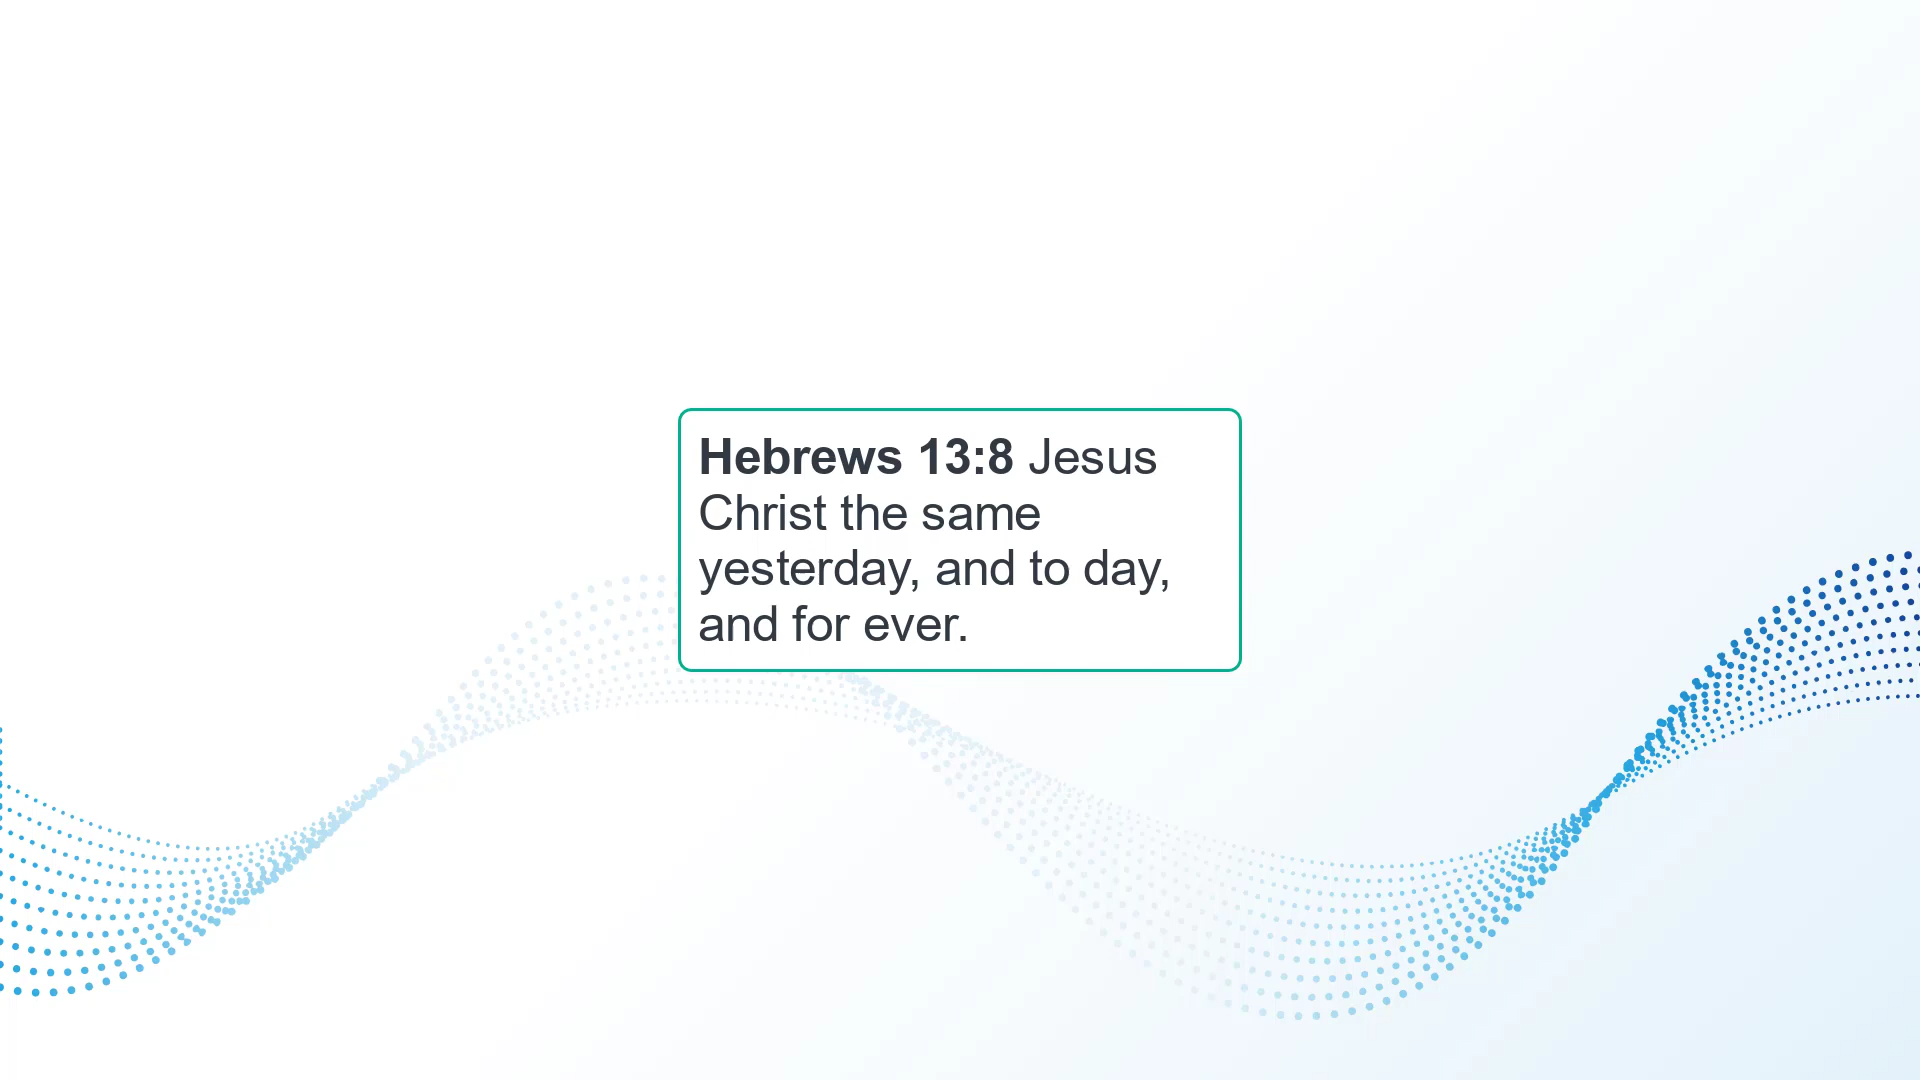 Hebrews 13:8 Jesus
Christ the same
yesterday, and to day,
and for ever.